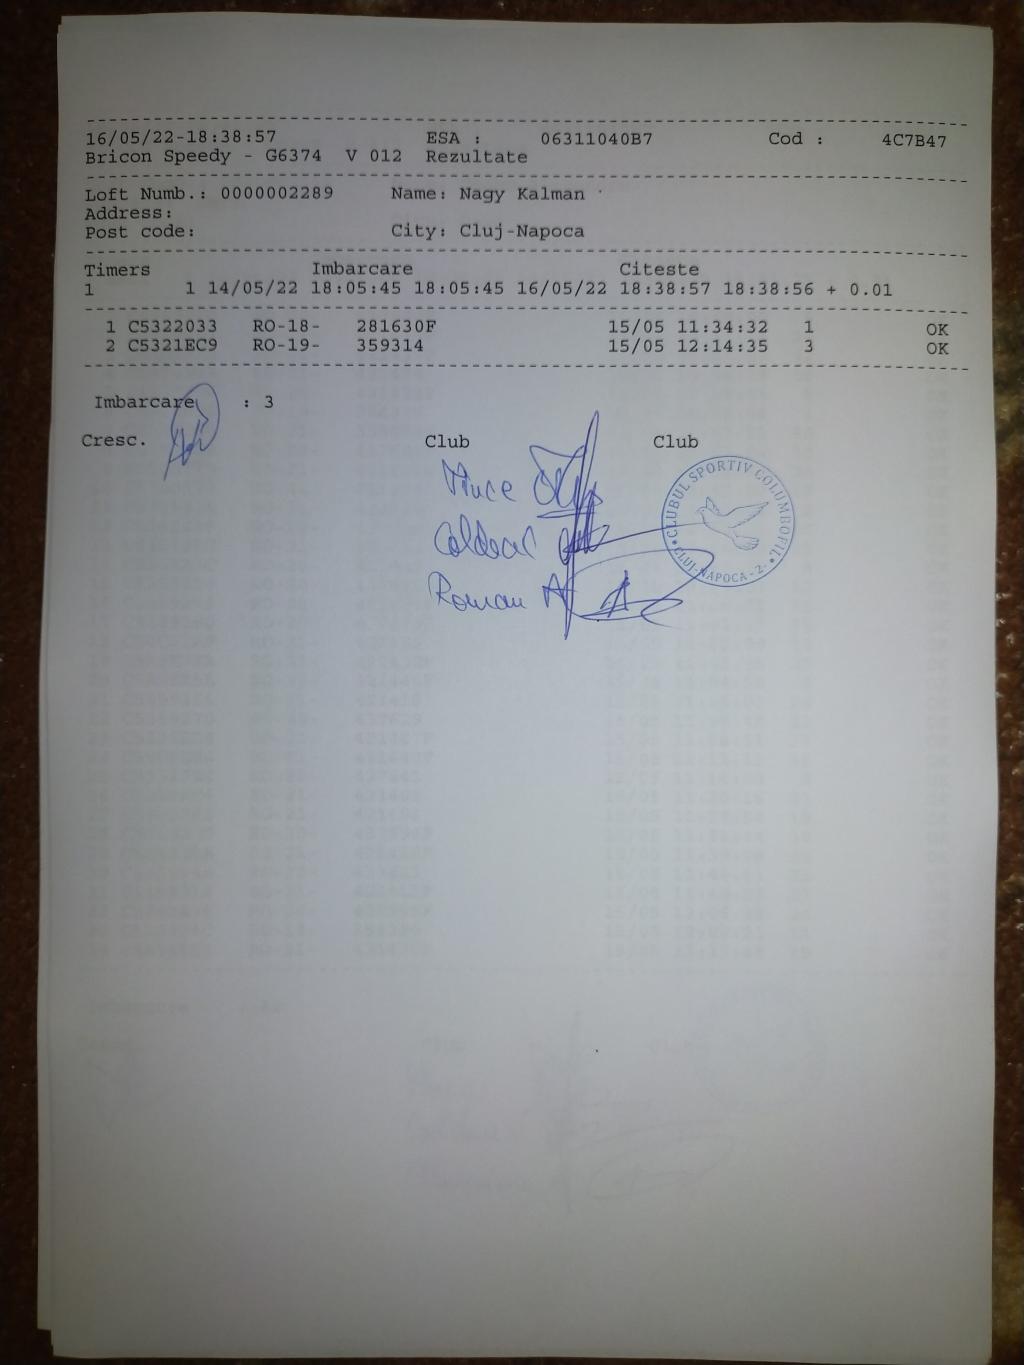 16/05/22-18:38:57 ESA : 06311040B7 Cod : 4C7B47
Bricon Speedy - G6374 V 012 Rezultate
Loft Numb.: 0000002289 Name: Nagy Kalman
Address:
Post code: City: Cluj-Napoca
Timers Imbarcare Citeste
1 1 14/05/22 18:05:45 18:05:45 16/05/22 18:38:57 18:38:56 + 0.01
1 C5322033 RO-18- 281630F 15/05 11:34:32 1 OK
2 C5321EC9 RO-19- 359314 15/05 12:14:35 3 OK
Imbarcare : 3
Cresc. Club Club
CLUBUL SPORTIV COLUMBOFIL
CLUJ-NAPOCA -2-
Roman A